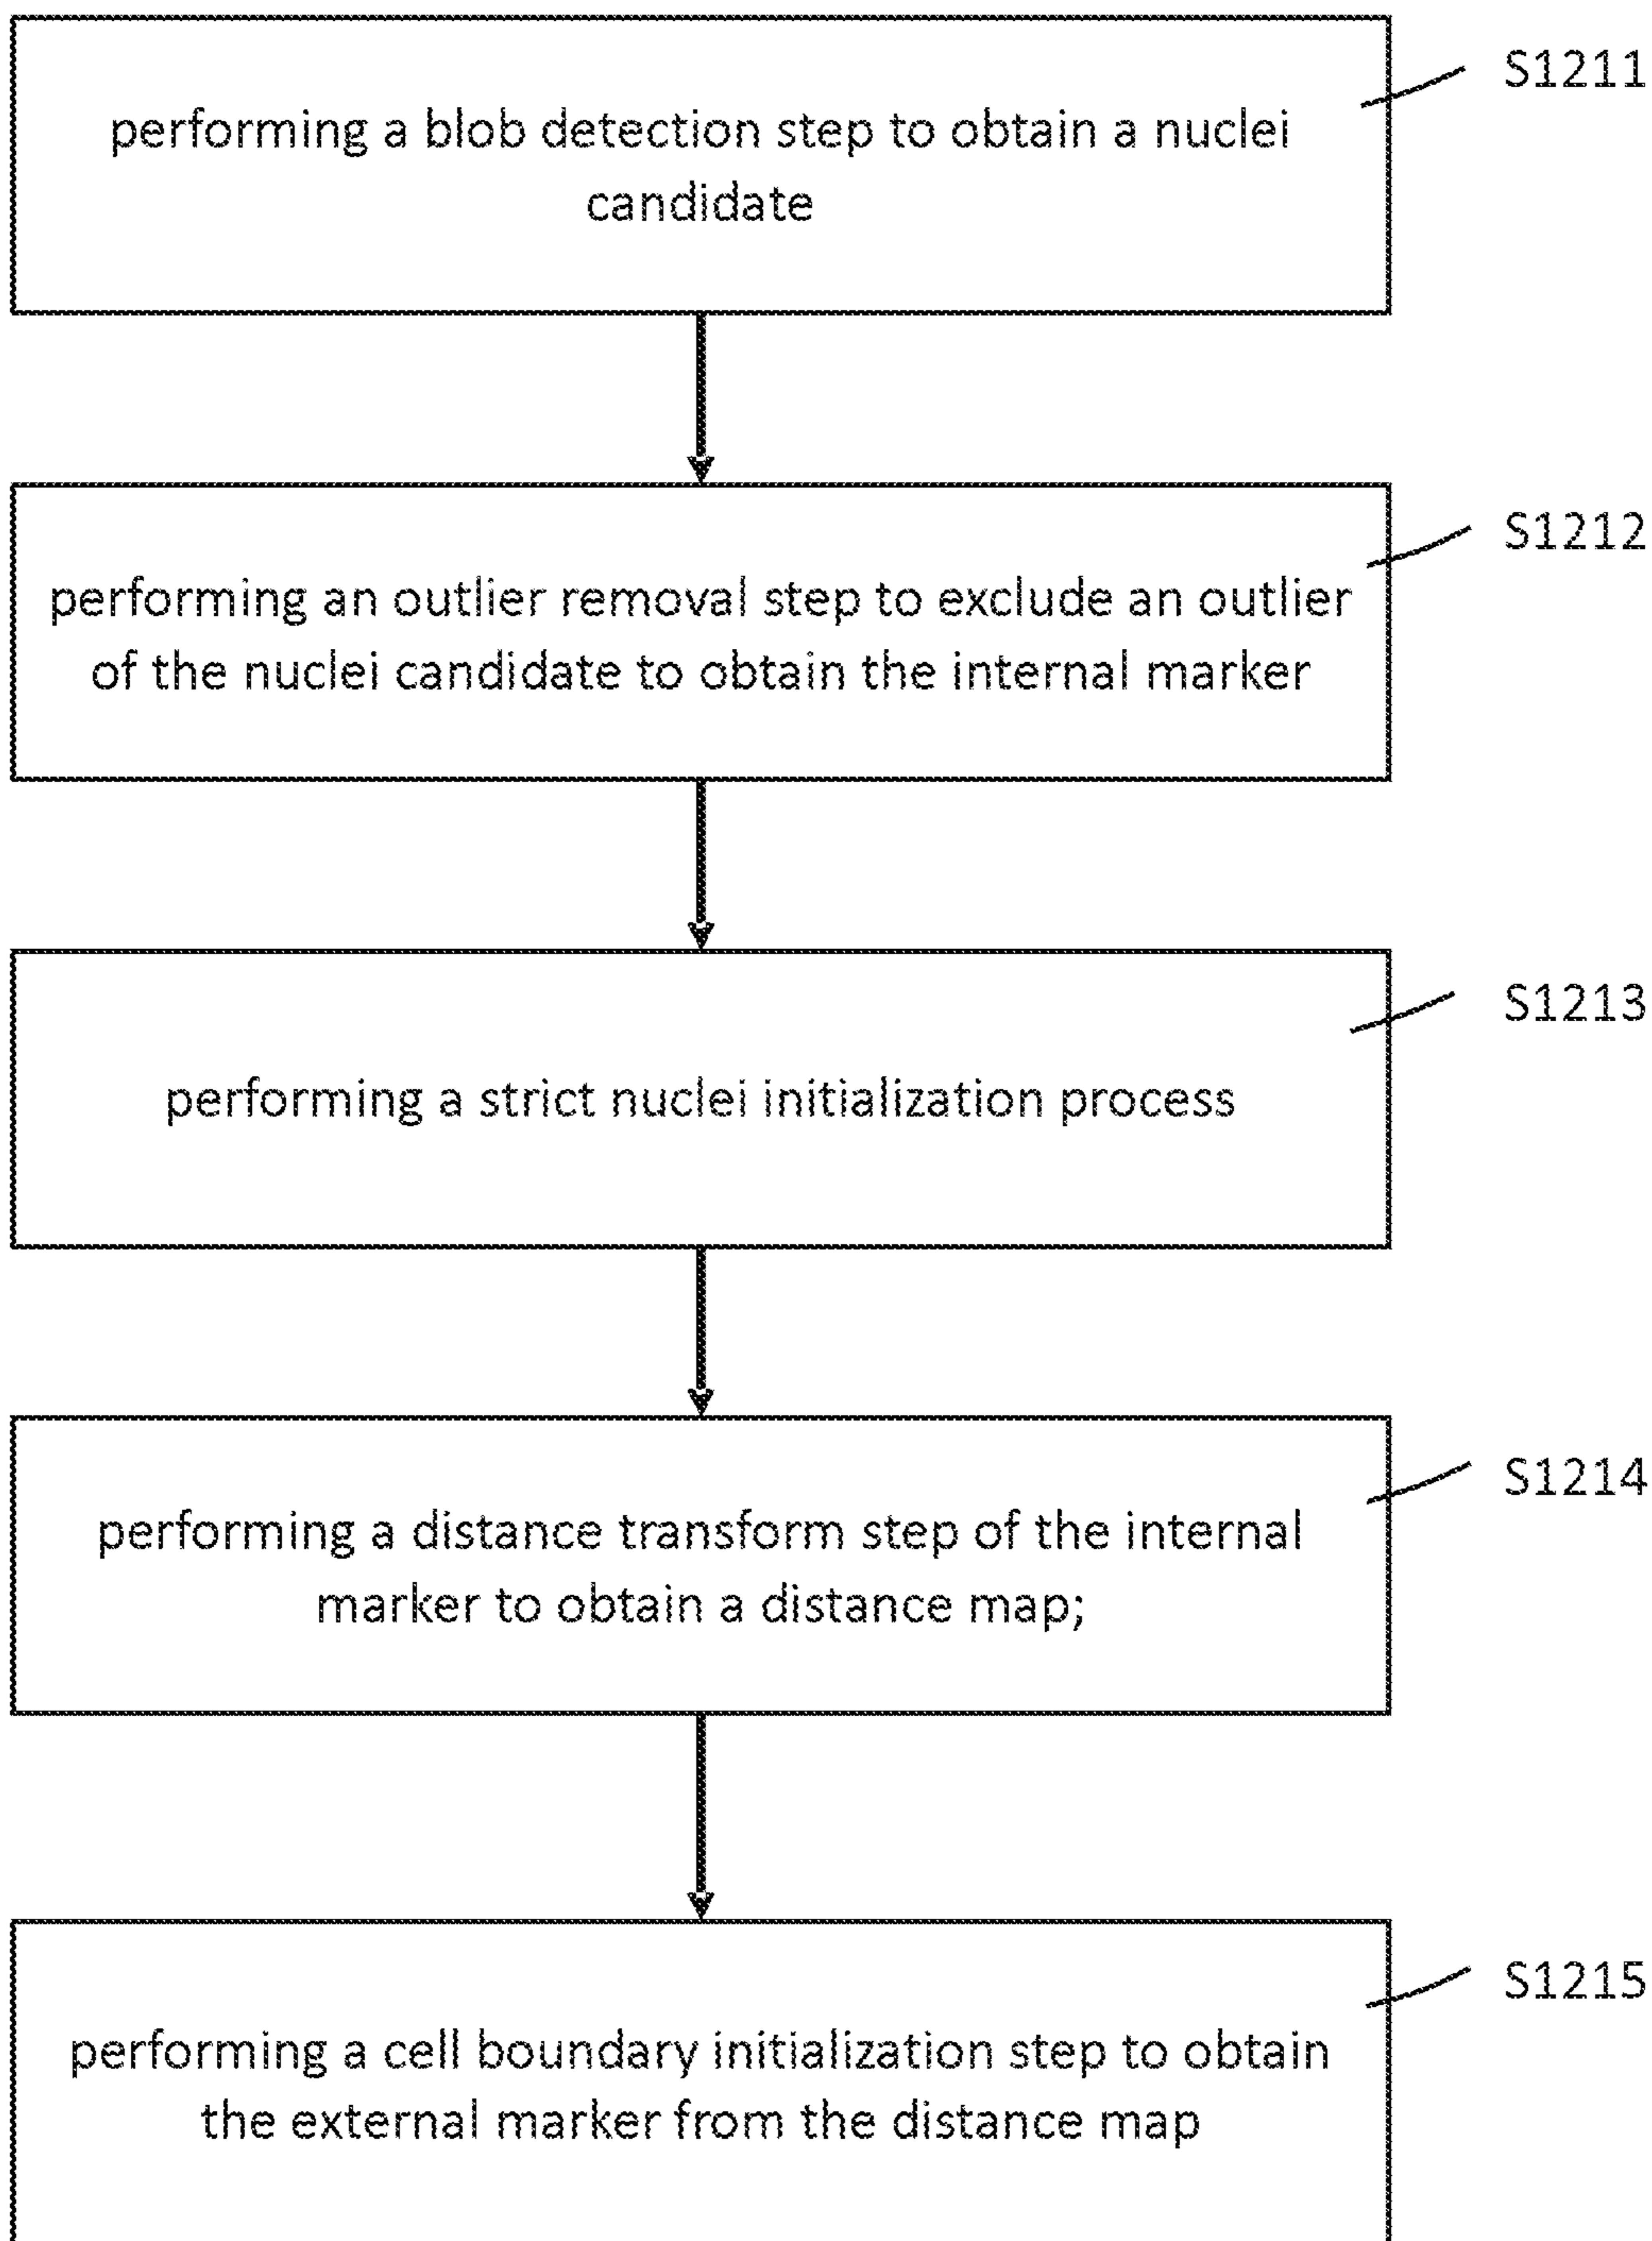 S1211
performing a blob detection step to obtain a nuclei
candidate
S1212
performing an outlier removal step to exclude an outlier
of the nuclei candidate to obtain the internal marker
S1213
performing a strict nuclei initialization process
S1214
performing a distance transform step of the internal
marker to obtain a distance map;
S1215
performing a cell boundary initialization step to obtain
the external marker from the distance map